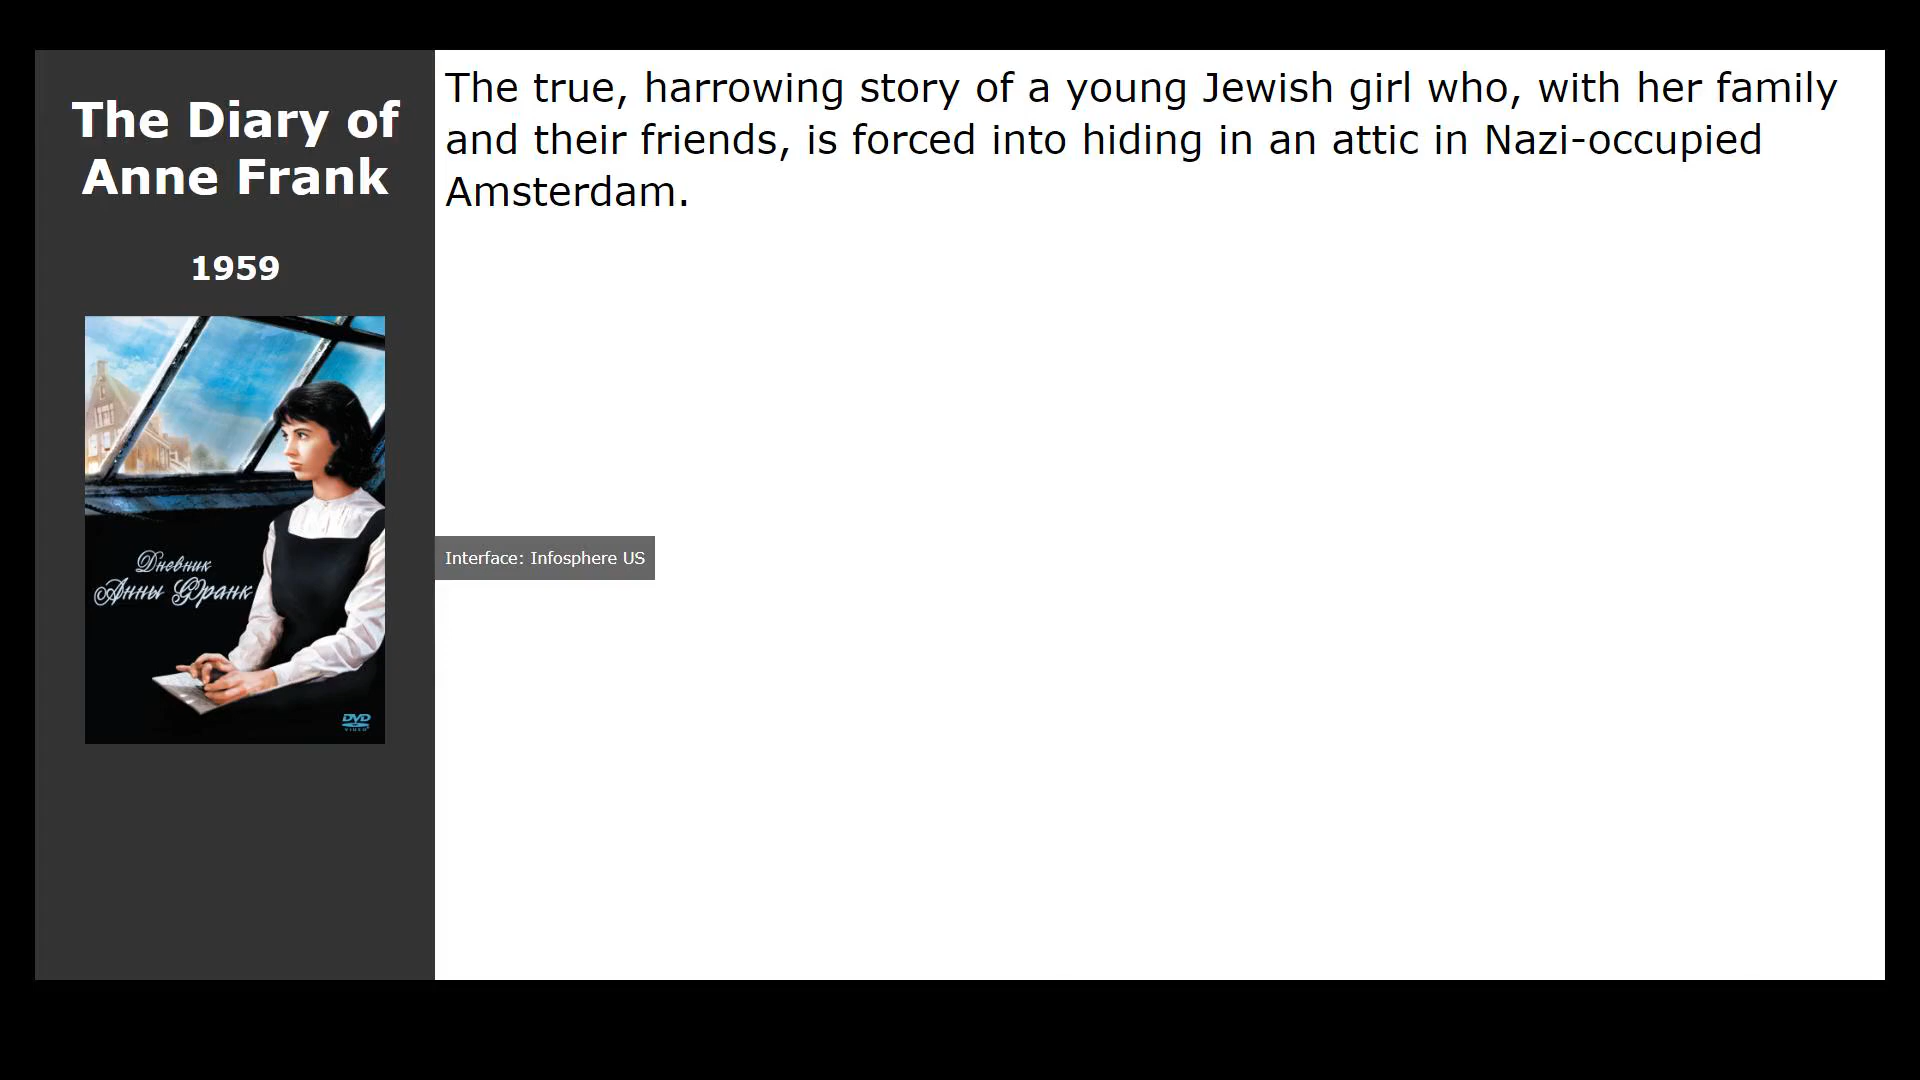 The Diary of
Anne Frank
1959
Дневник
Анны Франк
DVD
VIDEO
The true, harrowing story of a young Jewish girl who, with her family
and their friends, is forced into hiding in an attic in Nazi-occupied
Amsterdam.
Interface: Infosphere US